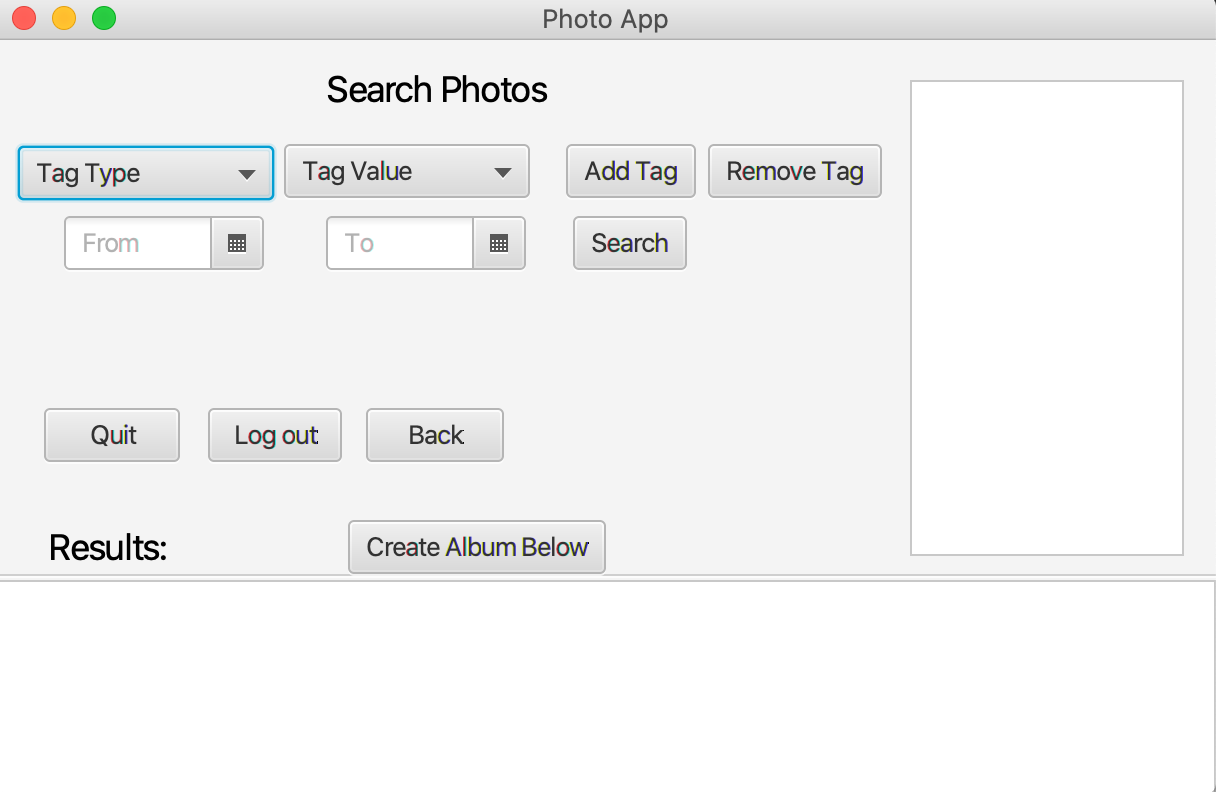 Photo App
Search Photos
Tag Type Tag Value Add Tag Remove Tag
From To Search
Quit Log out Back
Results: Create Album Below